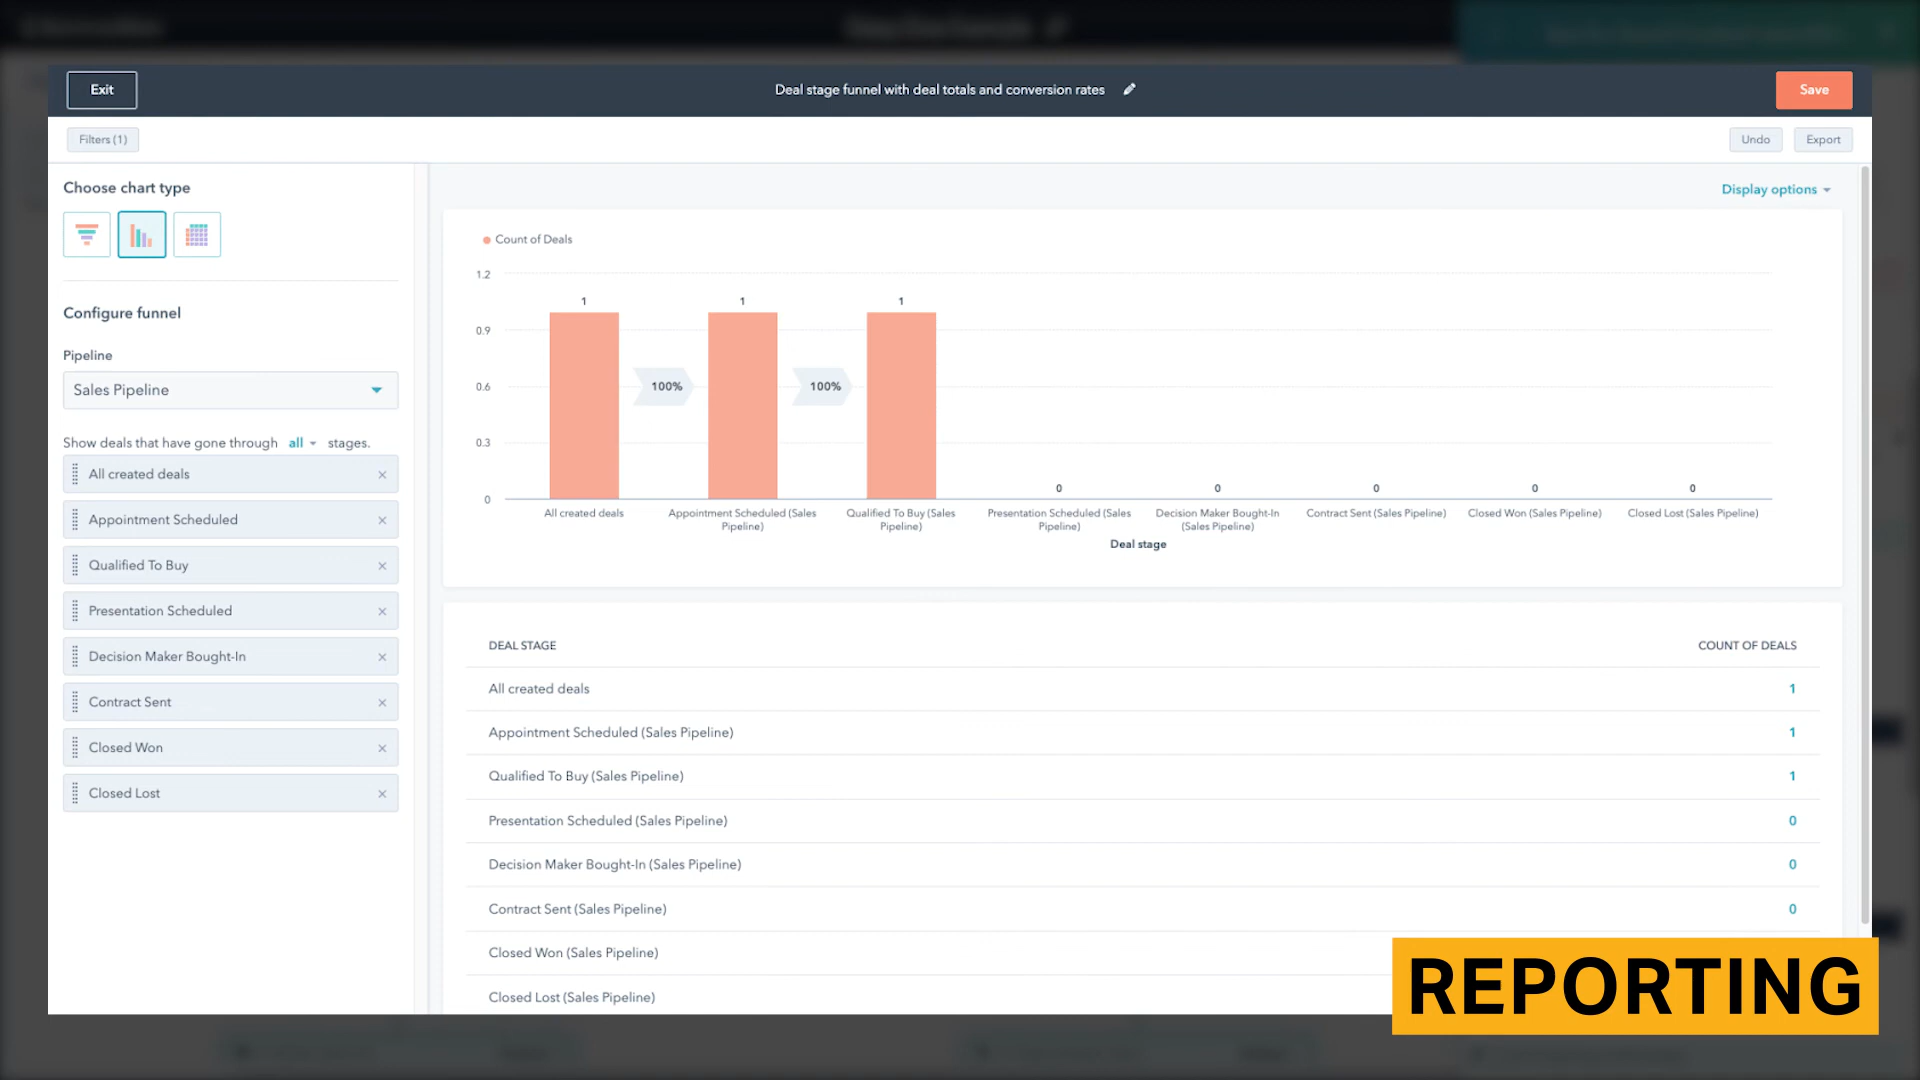 Exit
Deal stage funnel with deal totals and conversion rates
Save
Filters (1)
Undo
Export
Choose chart type
Configure funnel
Pipeline
Sales Pipeline
Show deals that have gone through all stages.
All created deals
Appointment Scheduled
Qualified To Buy
Presentation Scheduled
Decision Maker Bought-In
Contract Sent
Closed Won
Closed Lost
Display options
Count of Deals
1.2
0.9
0.6
0.3
0
1
1
1
0
0
0
0
0
100%
100%
All created deals
Appointment Scheduled (Sales
Pipeline)
Qualified To Buy (Sales
Pipeline)
Presentation Scheduled (Sales
Pipeline)
Decision Maker Bought-In
(Sales Pipeline)
Contract Sent (Sales Pipeline)
Closed Won (Sales Pipeline)
Closed Lost (Sales Pipeline)
Deal stage
DEAL STAGE
COUNT OF DEALS
All created deals
1
Appointment Scheduled (Sales Pipeline)
1
Qualified To Buy (Sales Pipeline)
1
Presentation Scheduled (Sales Pipeline)
0
Decision Maker Bought-In (Sales Pipeline)
0
Contract Sent (Sales Pipeline)
0
Closed Won (Sales Pipeline)
Closed Lost (Sales Pipeline)
REPORTING